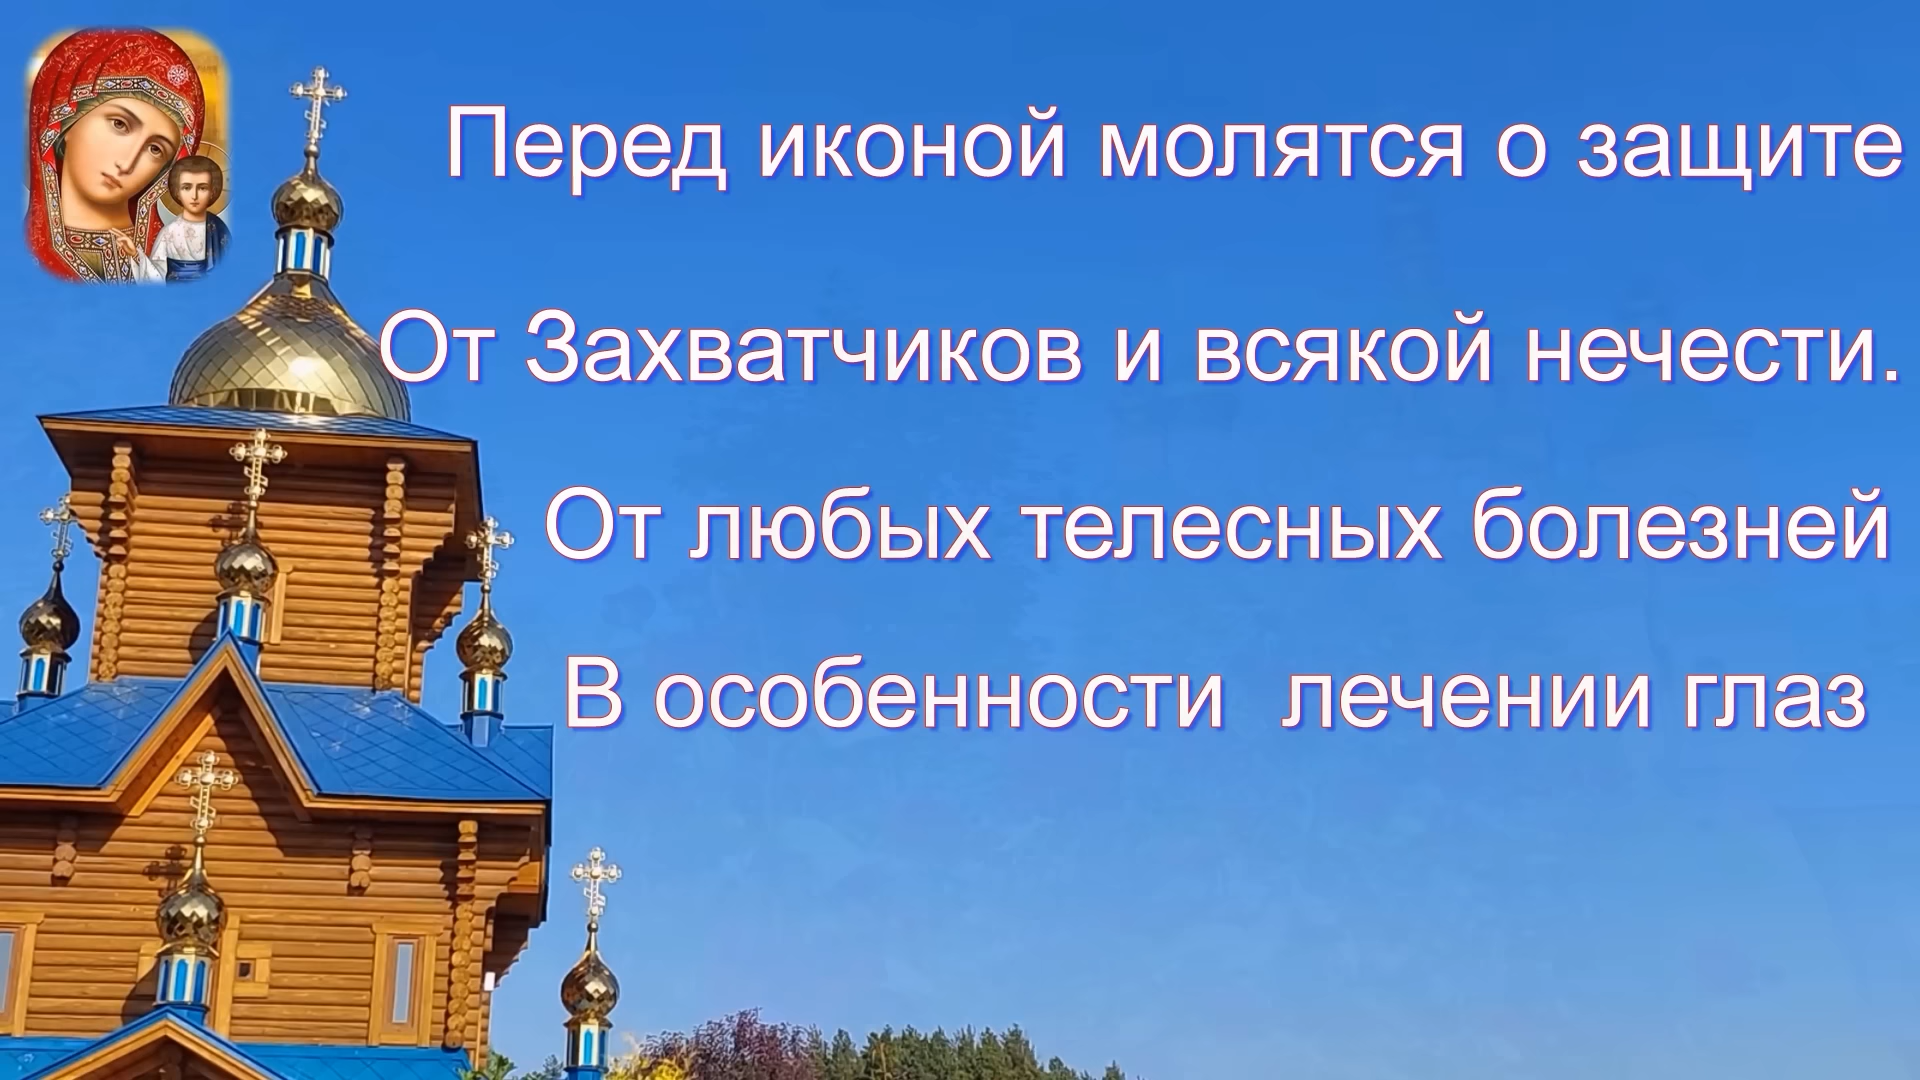 Перед иконой молятся о защите
От Захватчиков и всякой нечести.
От любых телесных болезней
В особенности  лечении глаз